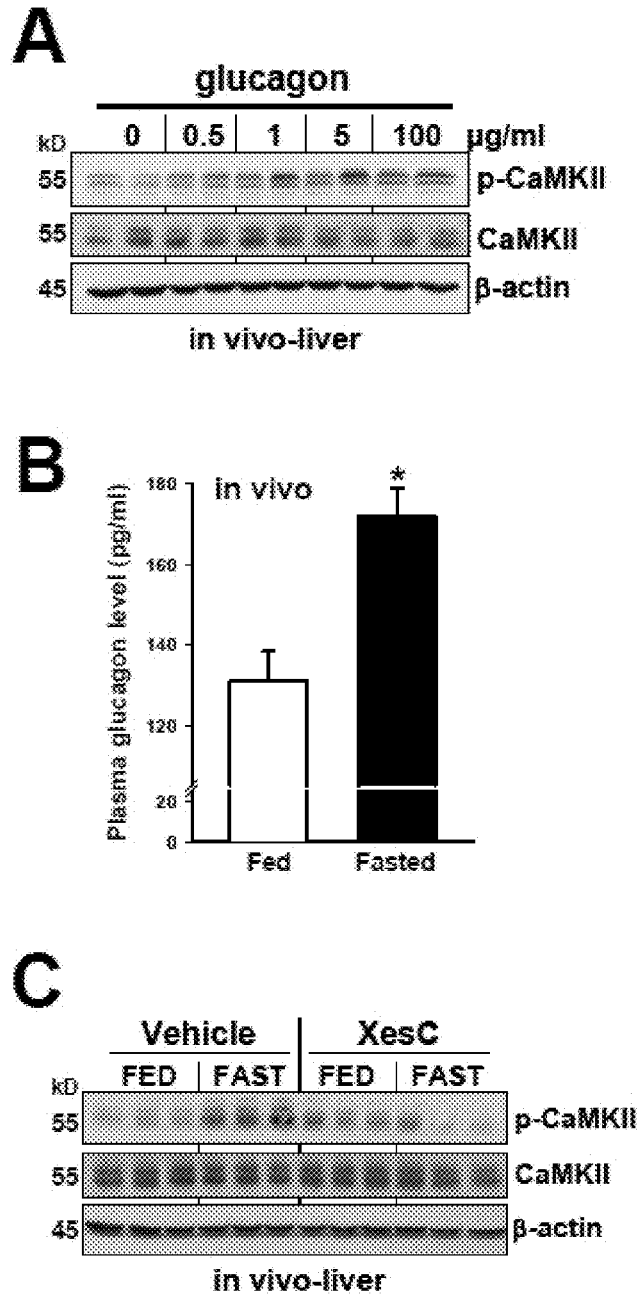 A
glucagon
kD 0 0.5 1 5 100 µg/ml
55 p-CaMKII
55 CaMKII
45 β-actin
in vivo-liver
B
in vivo
*
Plasma glucagon level (pg/ml)
180
160
140
120
20
0
Fed Fasted
C
Vehicle XesC
FED FAST FED FAST
kD
55 p-CaMKII
55 CaMKII
45 β-actin
in vivo-liver